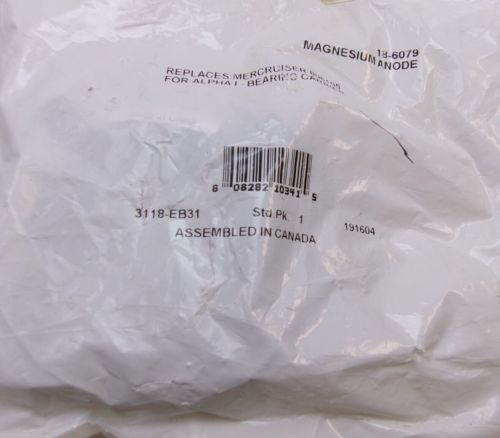 18-6079
MAGNESIUM ANODE
REPLACES MERCRUISER
FOR ALPHA I - BEARING
8 08282 10341 5
3118-EB31 Std.Pk. 1 191604
ASSEMBLED IN CANADA